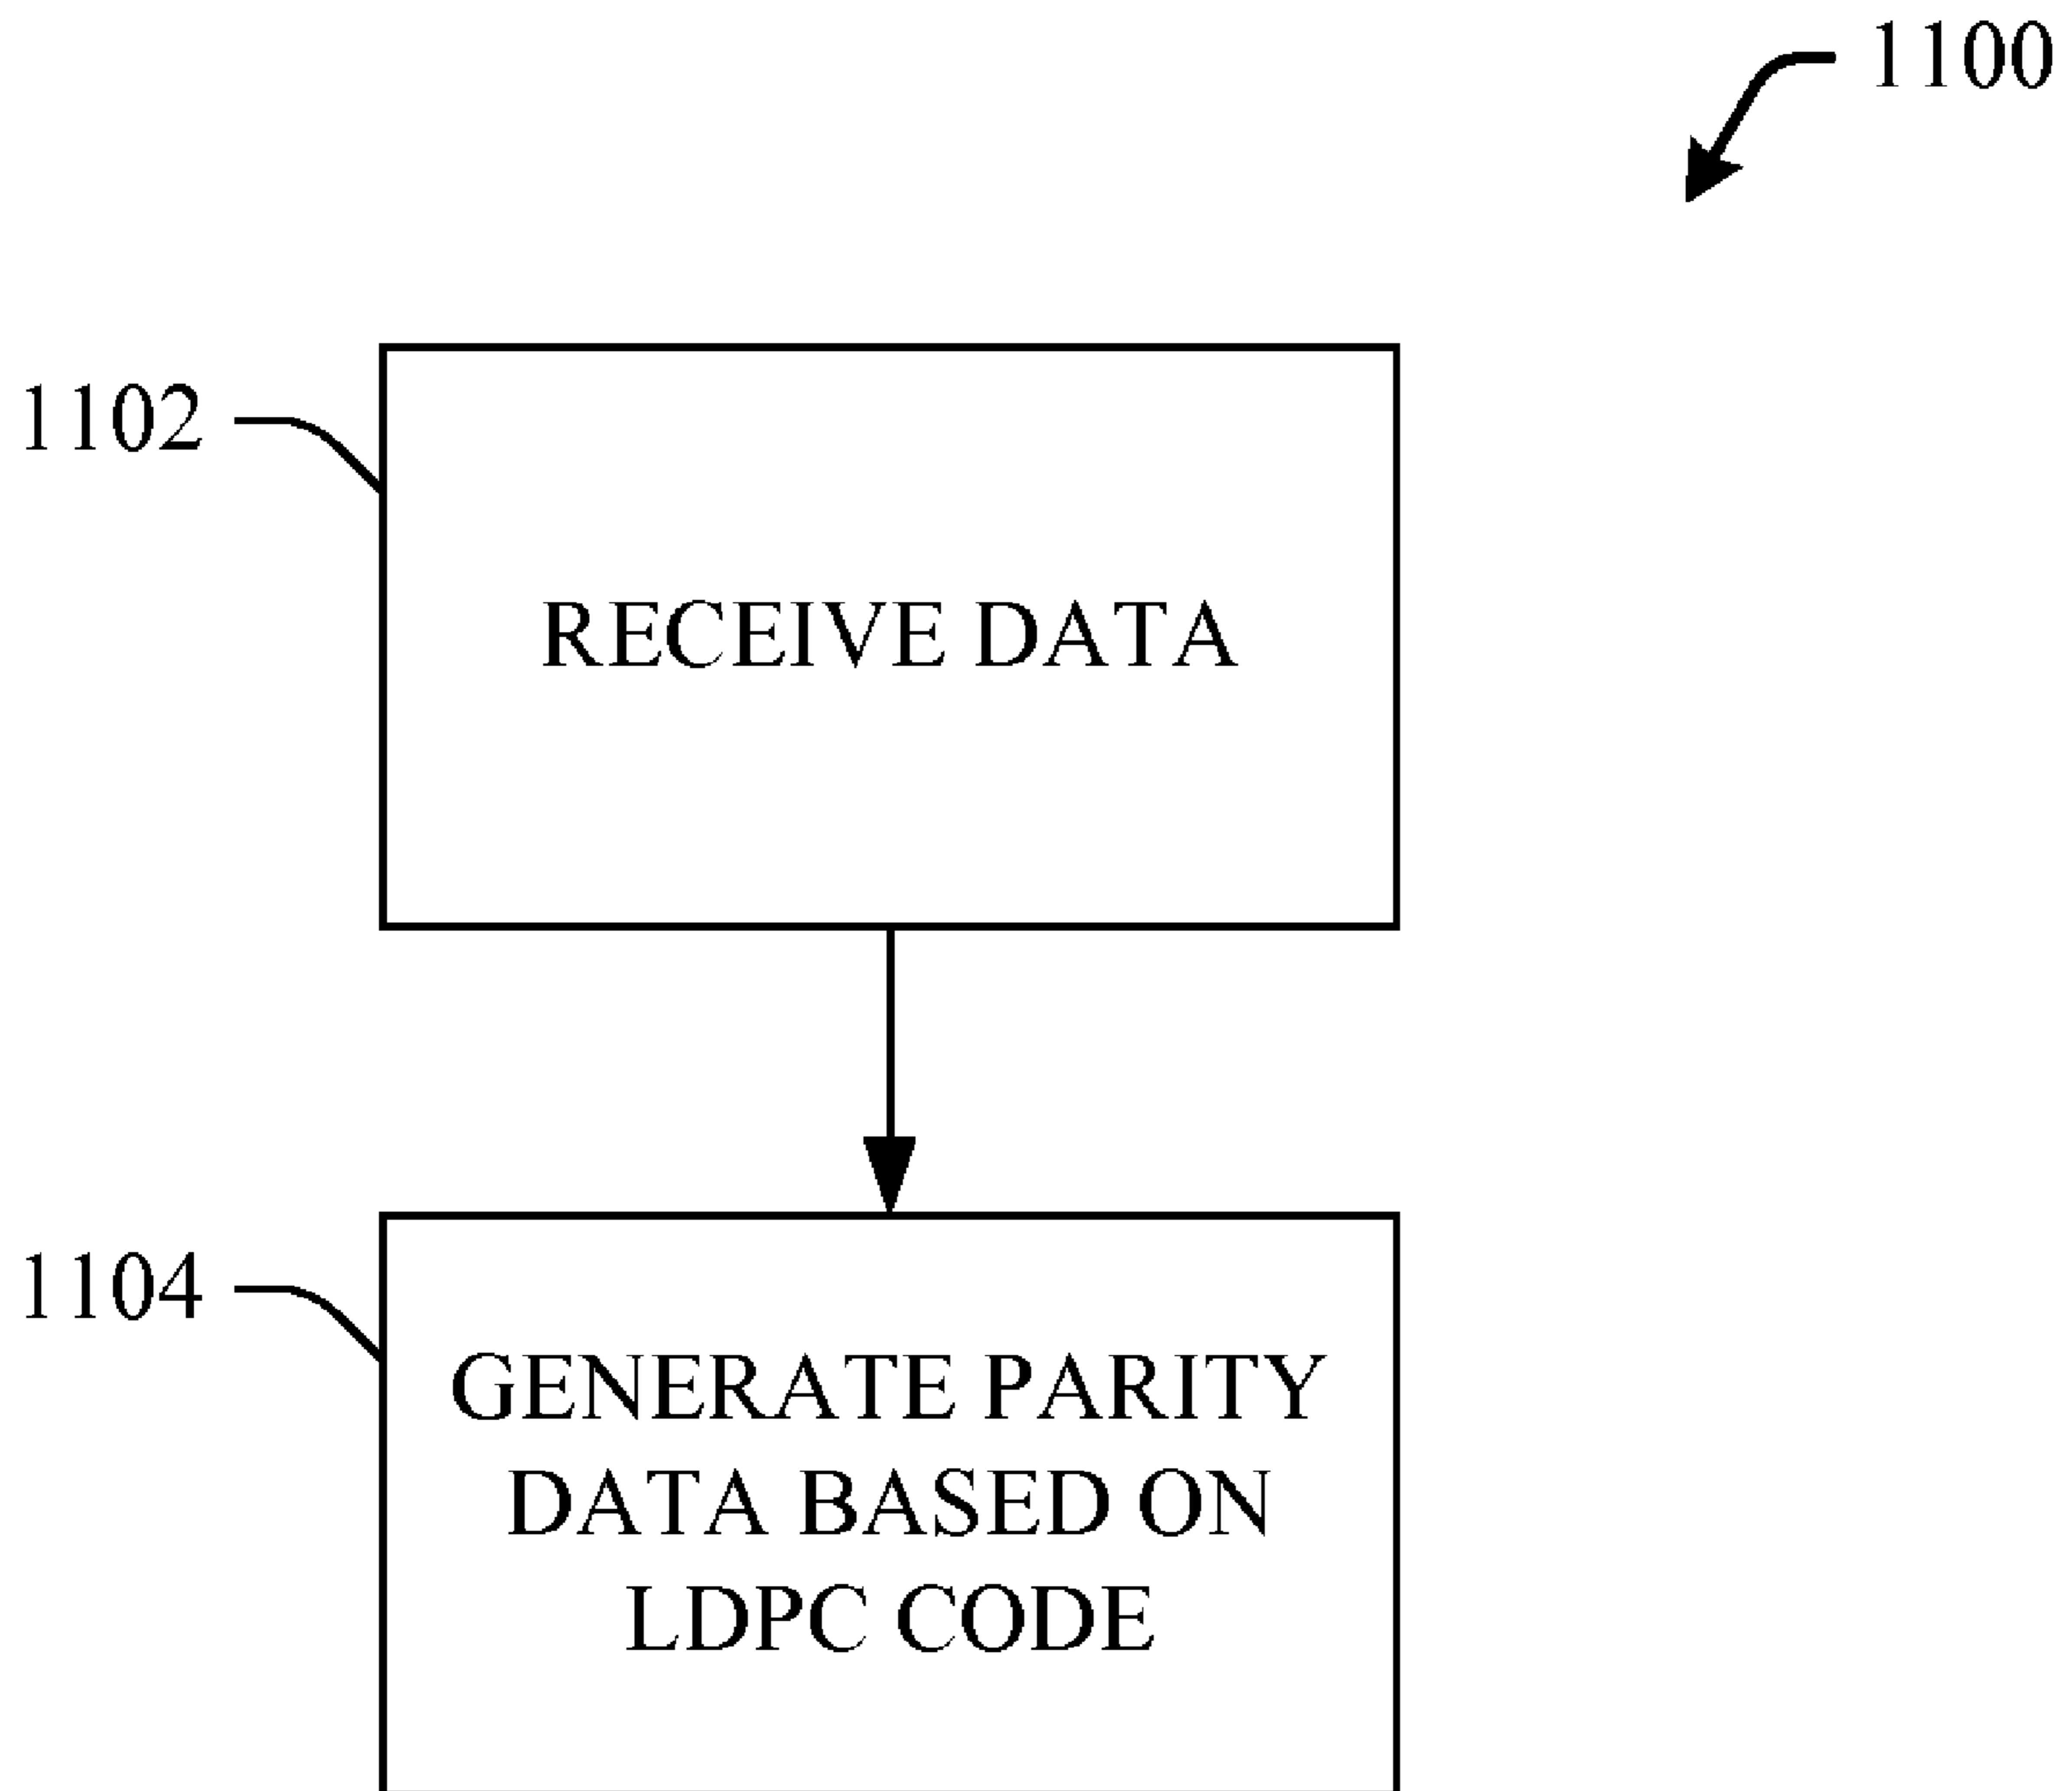 1100
1102
RECEIVE DATA
1104
GENERATE PARITY
DATA BASED ON
LDPC CODE